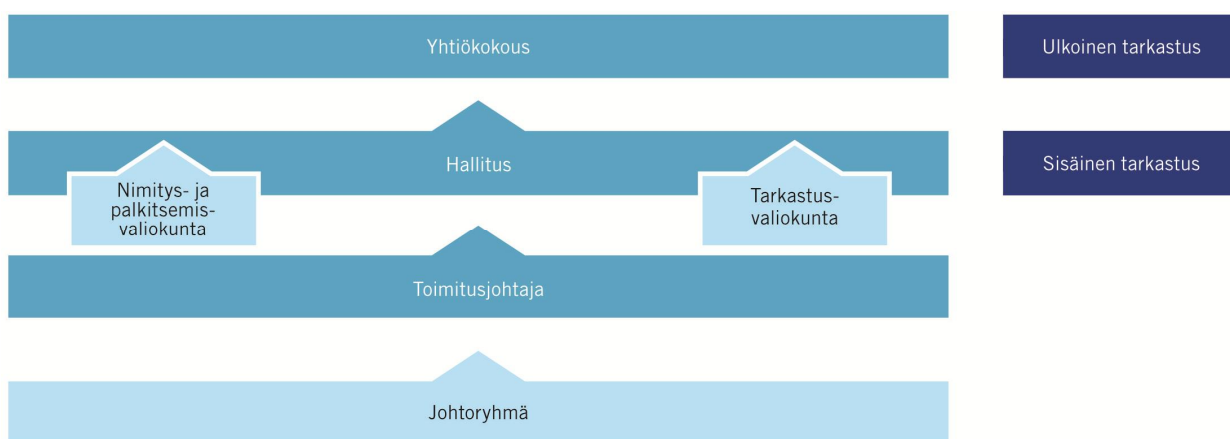 Yhtiökokous
Ulkoinen tarkastus
Hallitus
Sisäinen tarkastus
Nimitys- ja
palkitsemis-
valiokunta
Tarkastus-
valiokunta
Toimitusjohtaja
Johtoryhmä